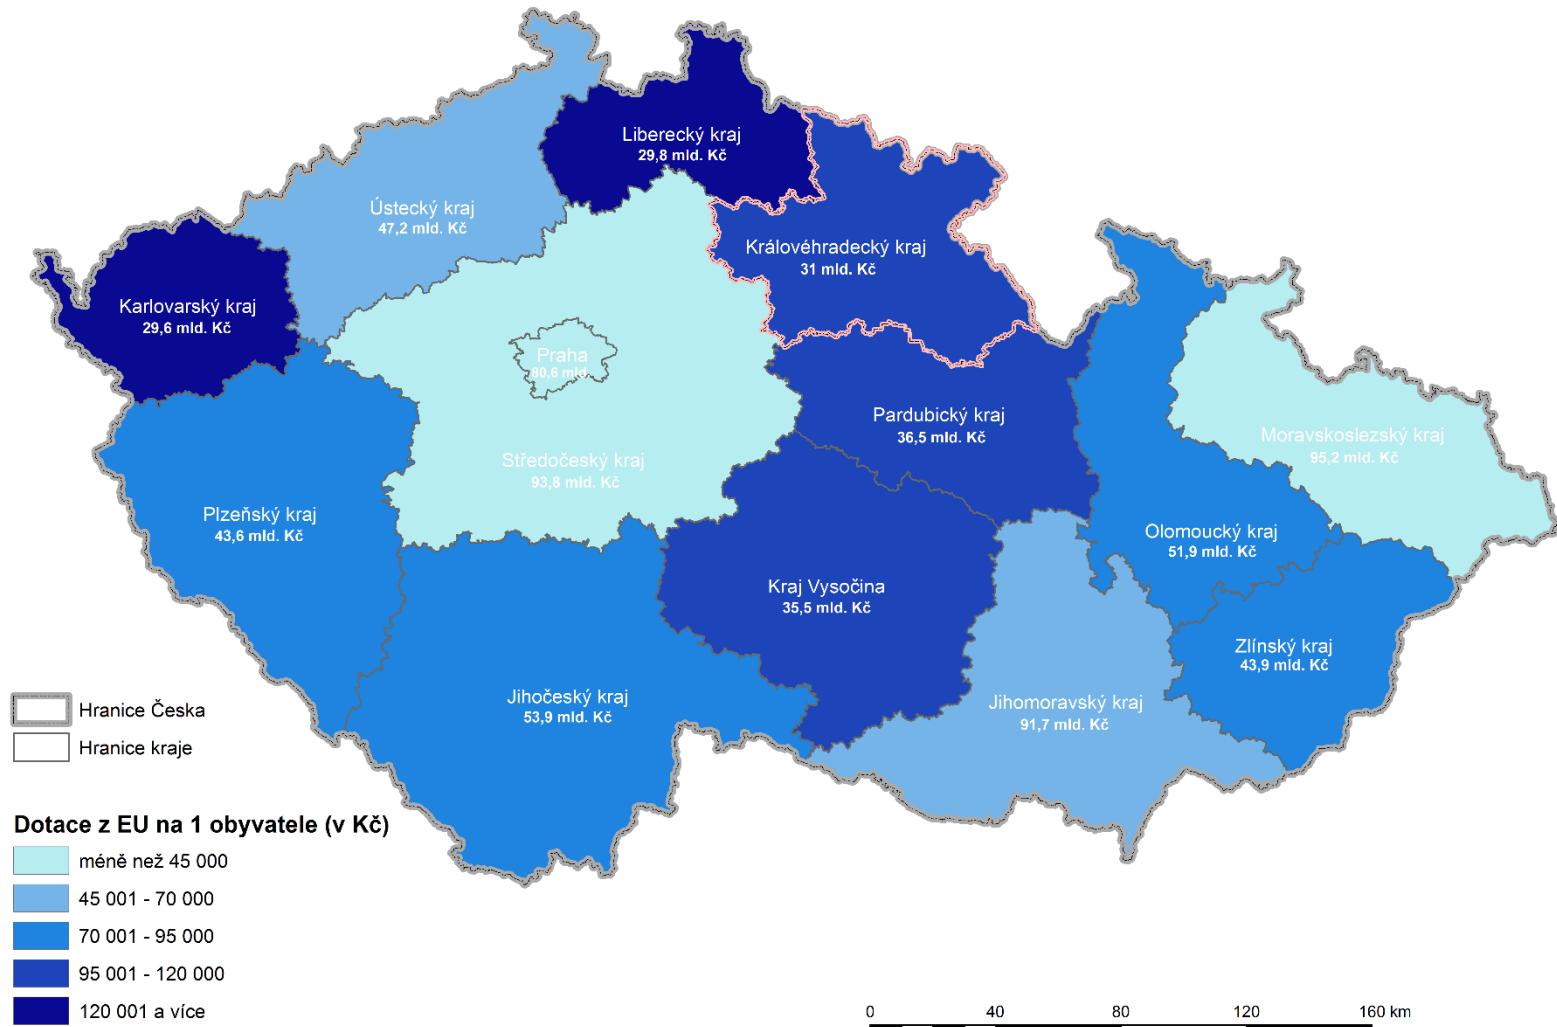 Liberecký kraj
29,8 mld. Kč
Ústecký kraj
47,2 mld. Kč
Královéhradecký kraj
31 mld. Kč
Karlovarský kraj
29,6 mld. Kč
Praha
80,6 mld.
Pardubický kraj
36,5 mld. Kč
Moravskoslezský kraj
95,2 mld. Kč
Středočeský kraj
93,8 mld. Kč
Plzeňský kraj
43,6 mld. Kč
Olomoucký kraj
51,9 mld. Kč
Kraj Vysočina
35,5 mld. Kč
Zlínský kraj
43,9 mld. Kč
Jihočeský kraj
53,9 mld. Kč
Jihomoravský kraj
91,7 mld. Kč
Hranice Česka
Hranice kraje
Dotace z EU na 1 obyvatele (v Kč)
méně než 45 000
45 001 - 70 000
70 001 - 95 000
95 001 - 120 000
120 001 a více
0 40 80 120 160 km